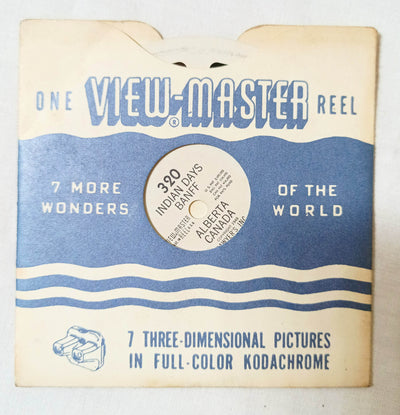 ONE VIEW-MASTER® REEL
7 MORE WONDERS
OF THE WORLD
320
INDIAN DAYS
BANFF
ALBERTA
CANADA
7 THREE-DIMENSIONAL PICTURES
IN FULL-COLOR KODACHROME